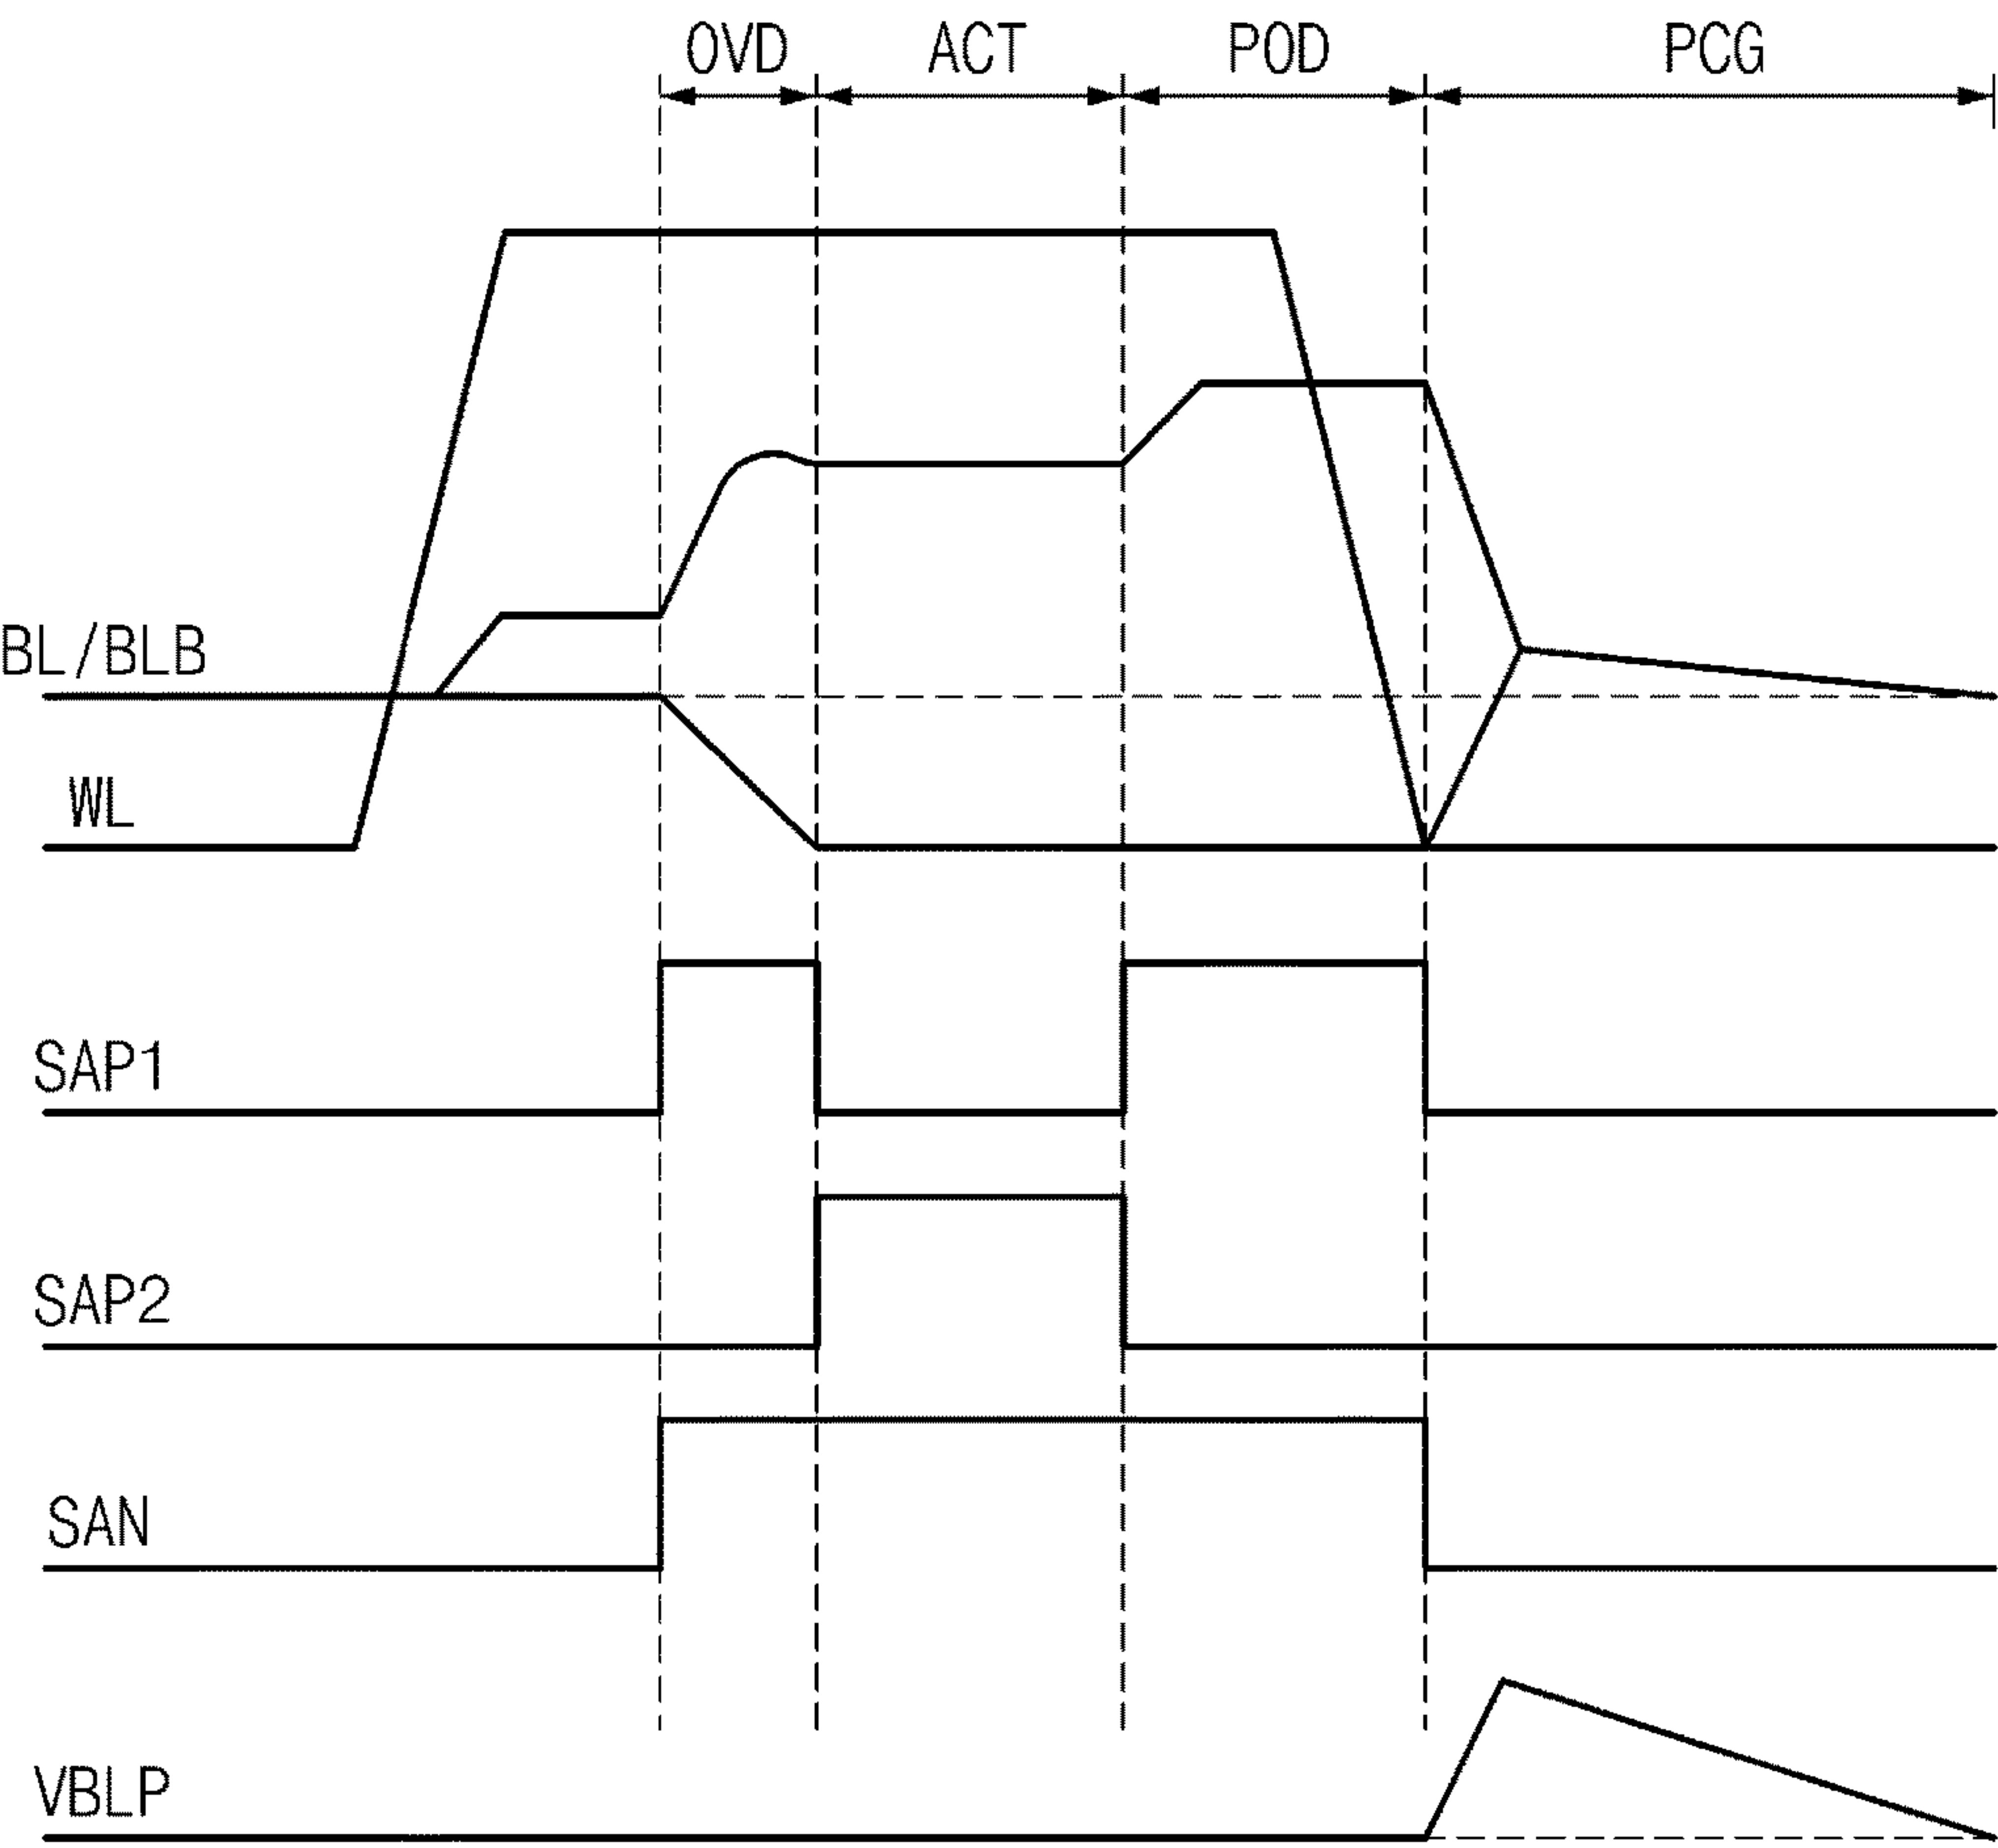 OVD ACT POD PCG
BL/BLB
WL
SAP1
SAP2
SAN
VBLP